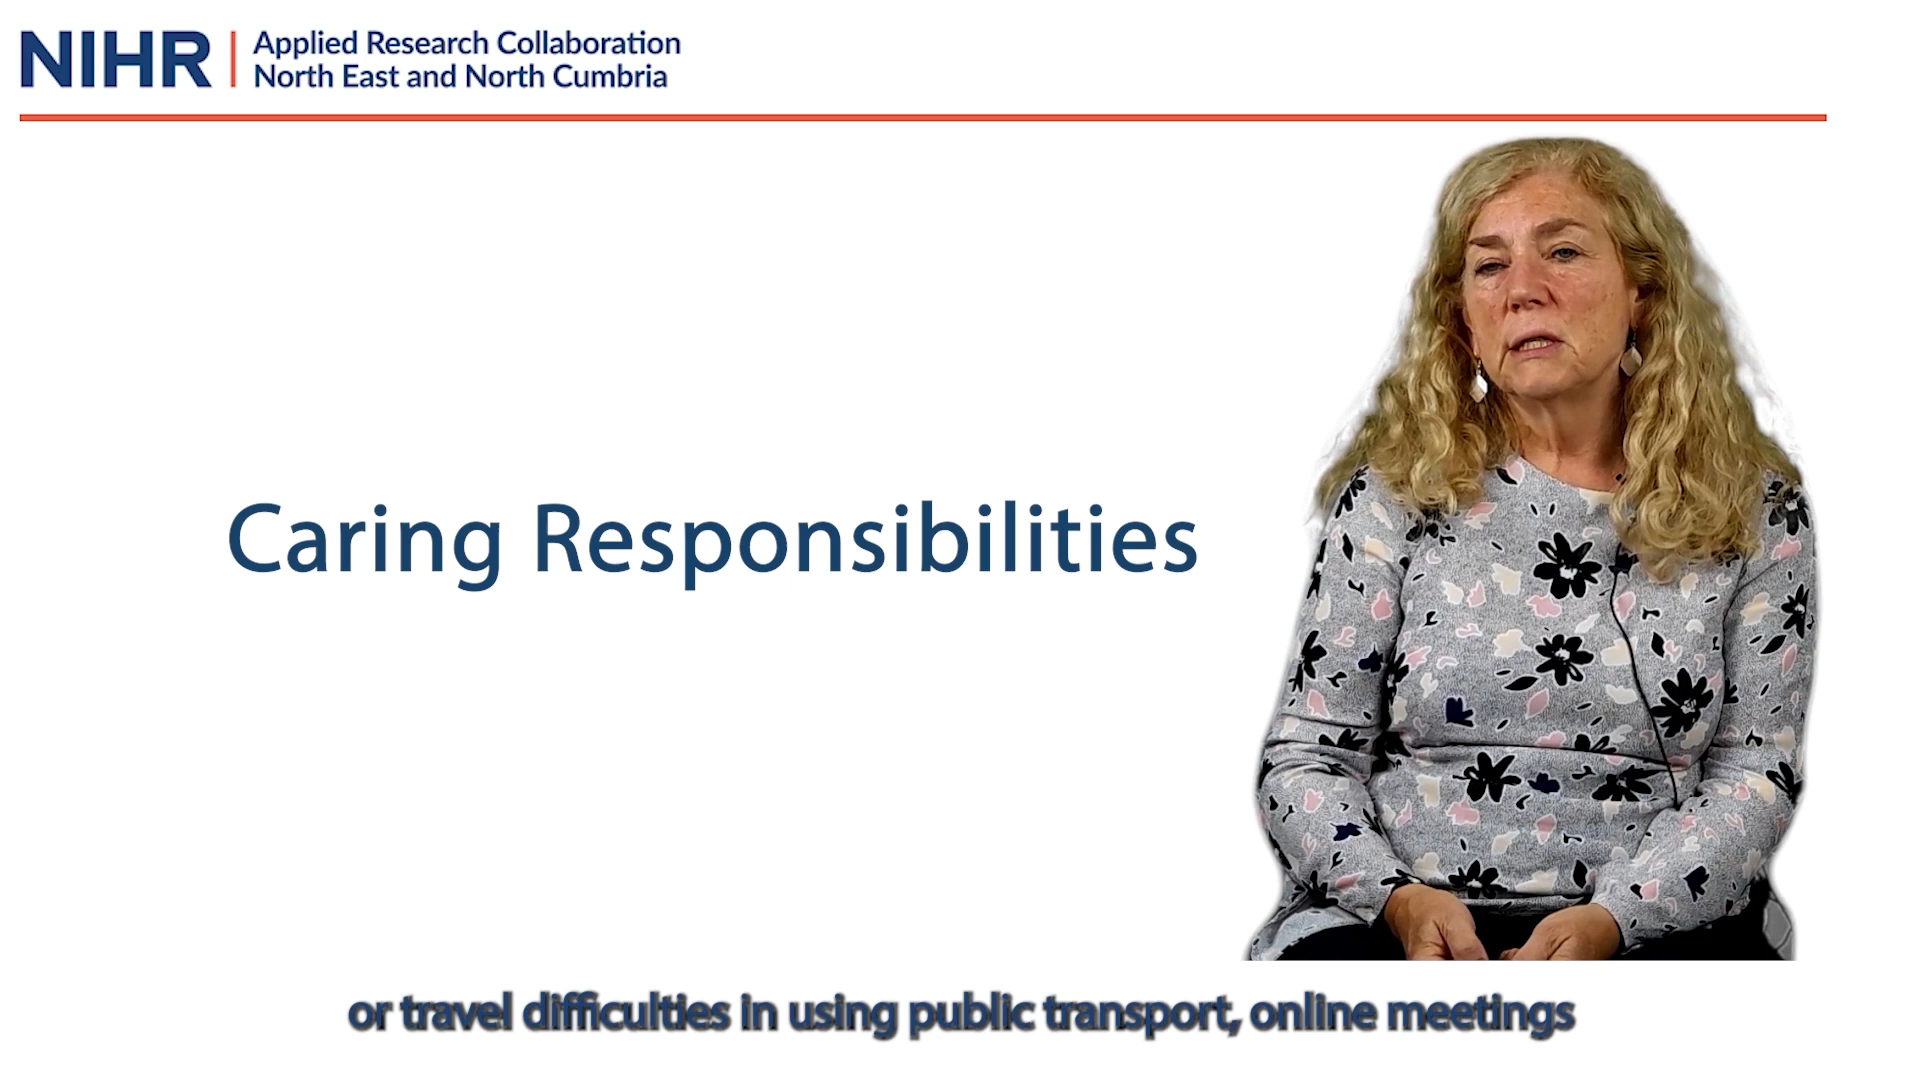 NIHR | Applied Research Collaboration
North East and North Cumbria
Caring Responsibilities
or travel difficulties in using public transport, online meetings